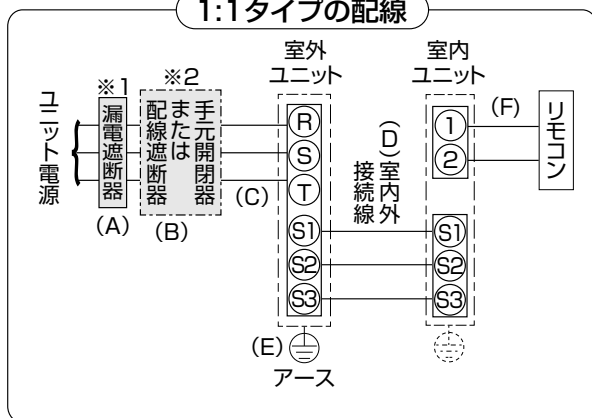 1:1タイプの配線
室外
ユニット
室内
ユニット
※1
※2
ユニット電源
漏電遮断器
(A)
手元開閉器
または
配線遮断器
(B)
(C)
R
S
T
S1
S2
S3
(D)室内外
接続線
1
2
S1
S2
S3
(F)
リモコン
(E)
アース